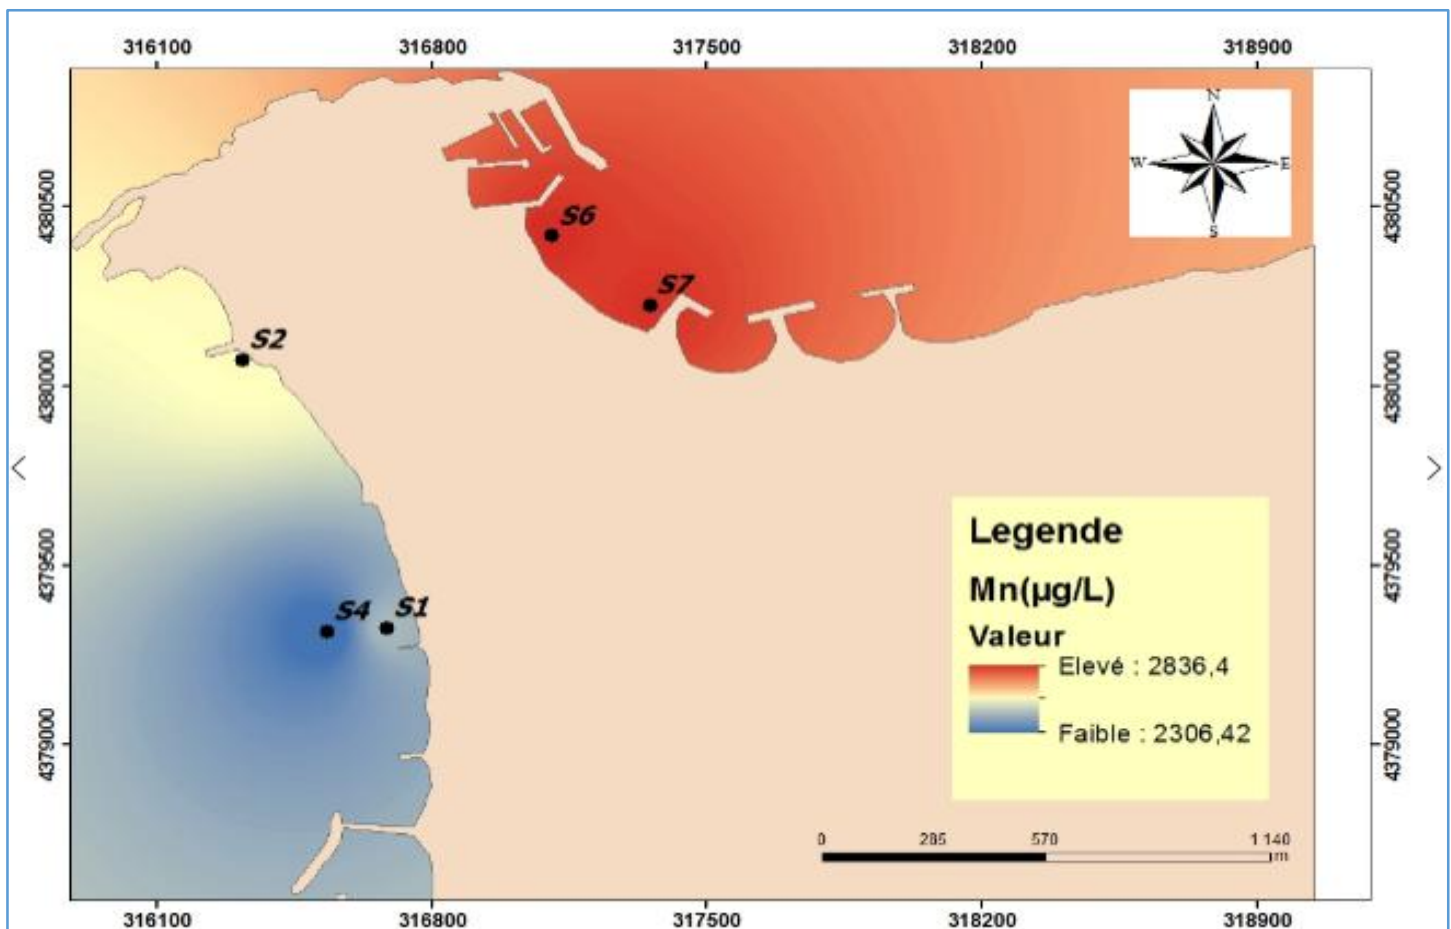 316100 316800 317500 318200 318900
N
W E
S
4380500 4380500
S6
S7
S2
4380000 4380000
Legende
4379500 4379500
Mn(µg/L)
S4 S1
Valeur
Elevé : 2836,4
Faible : 2306,42
4379000 4379000
0 285 570 1 140
m
316100 316800 317500 318200 318900